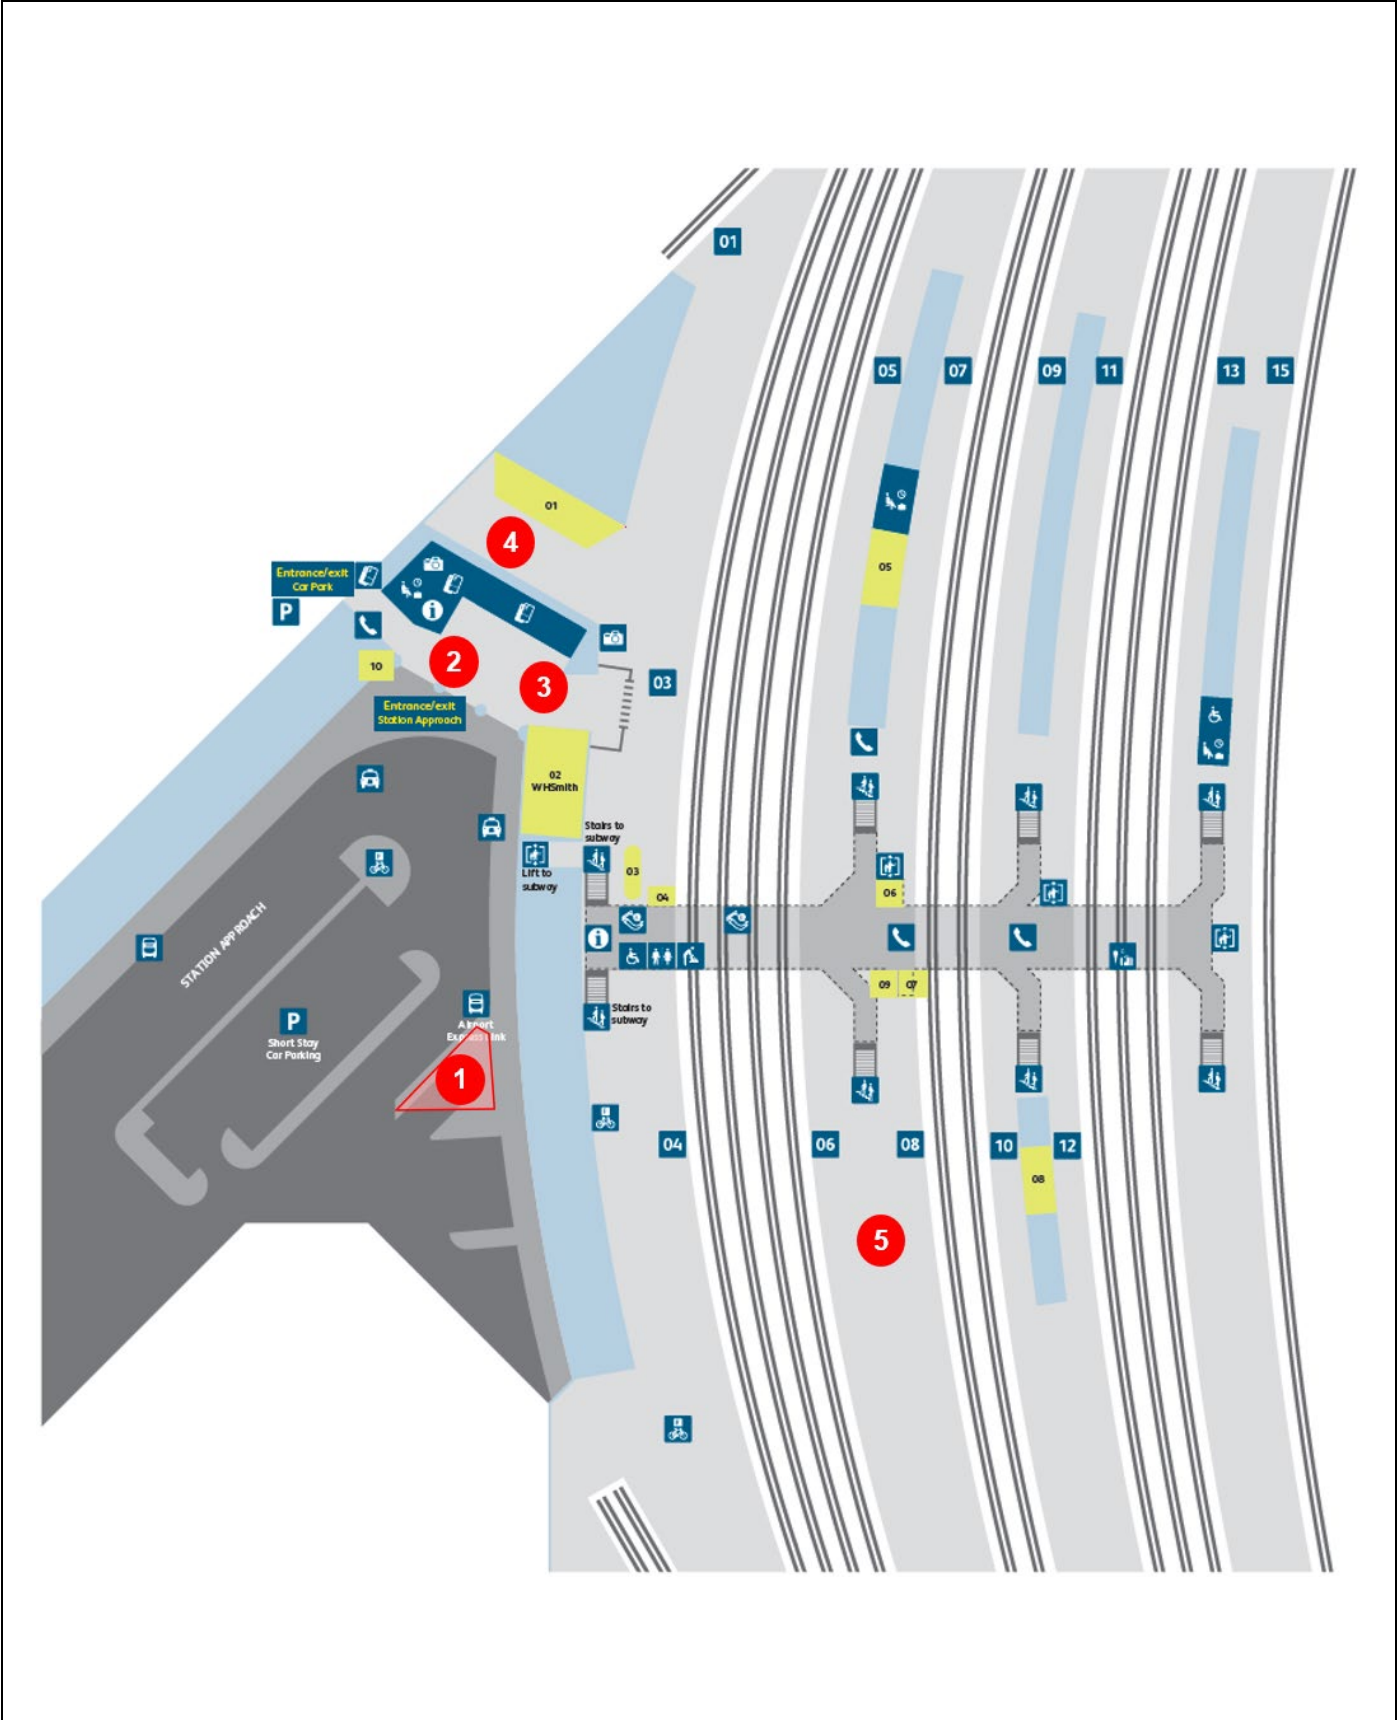 01
05
07
09
11
13
15
01
4
05
Entrance/exit
Car Park
P
i
10
2
3
03
Entrance/exit
Station Approach
02
WHSmith
Stairs to
subway
Lift to
subway
03
04
06
i
STATION APPROACH
09
07
Stairs to
subway
P
Short Stay
Car Parking
Airport
1
04
06
08
10
12
08
5